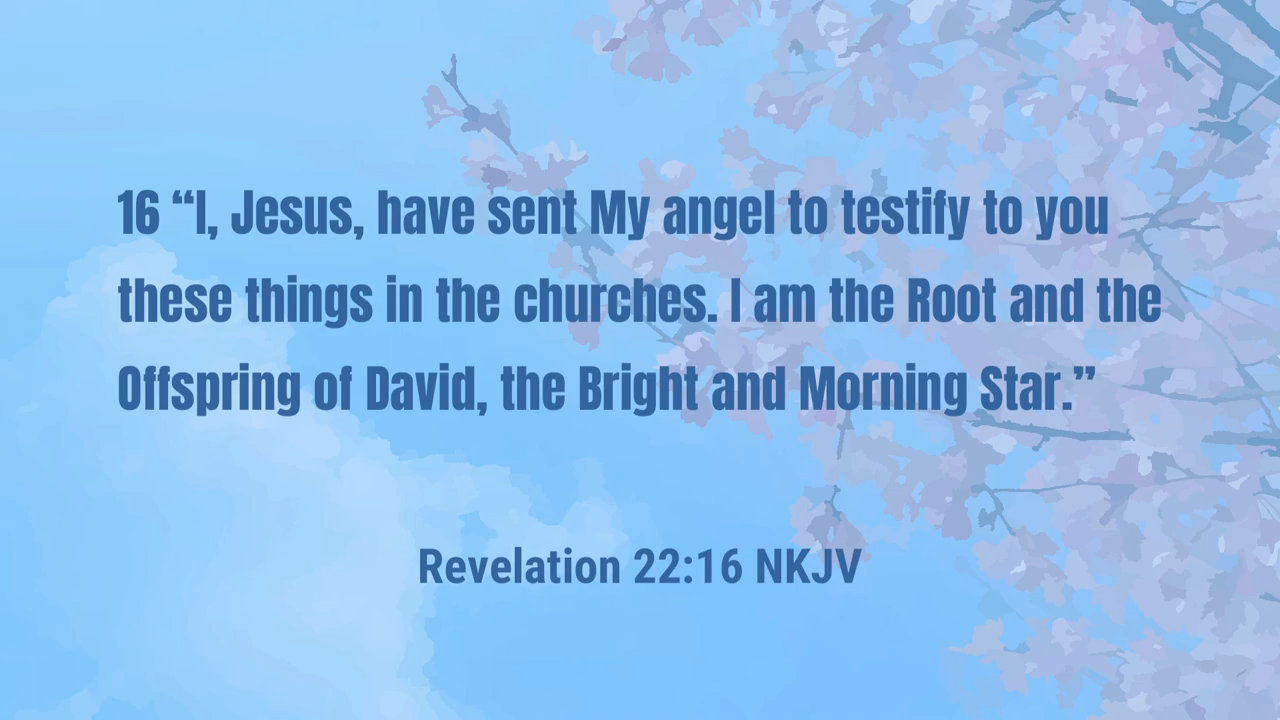 16 “I, Jesus, have sent My angel to testify to you
these things in the churches. I am the Root and the
Offspring of David, the Bright and Morning Star.”
Revelation 22:16 NKJV